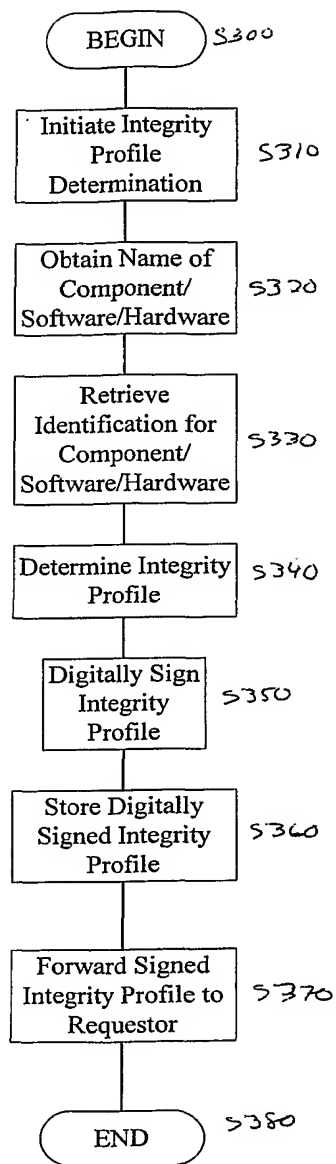 BEGIN S300
Initiate Integrity
Profile
Determination
S310
Obtain Name of
Component/
Software/Hardware
S320
Retrieve
Identification for
Component/
Software/Hardware
S330
Determine Integrity
Profile
S340
Digitally Sign
Integrity
Profile
S350
Store Digitally
Signed Integrity
Profile
S360
Forward Signed
Integrity Profile to
Requestor
S370
END S380